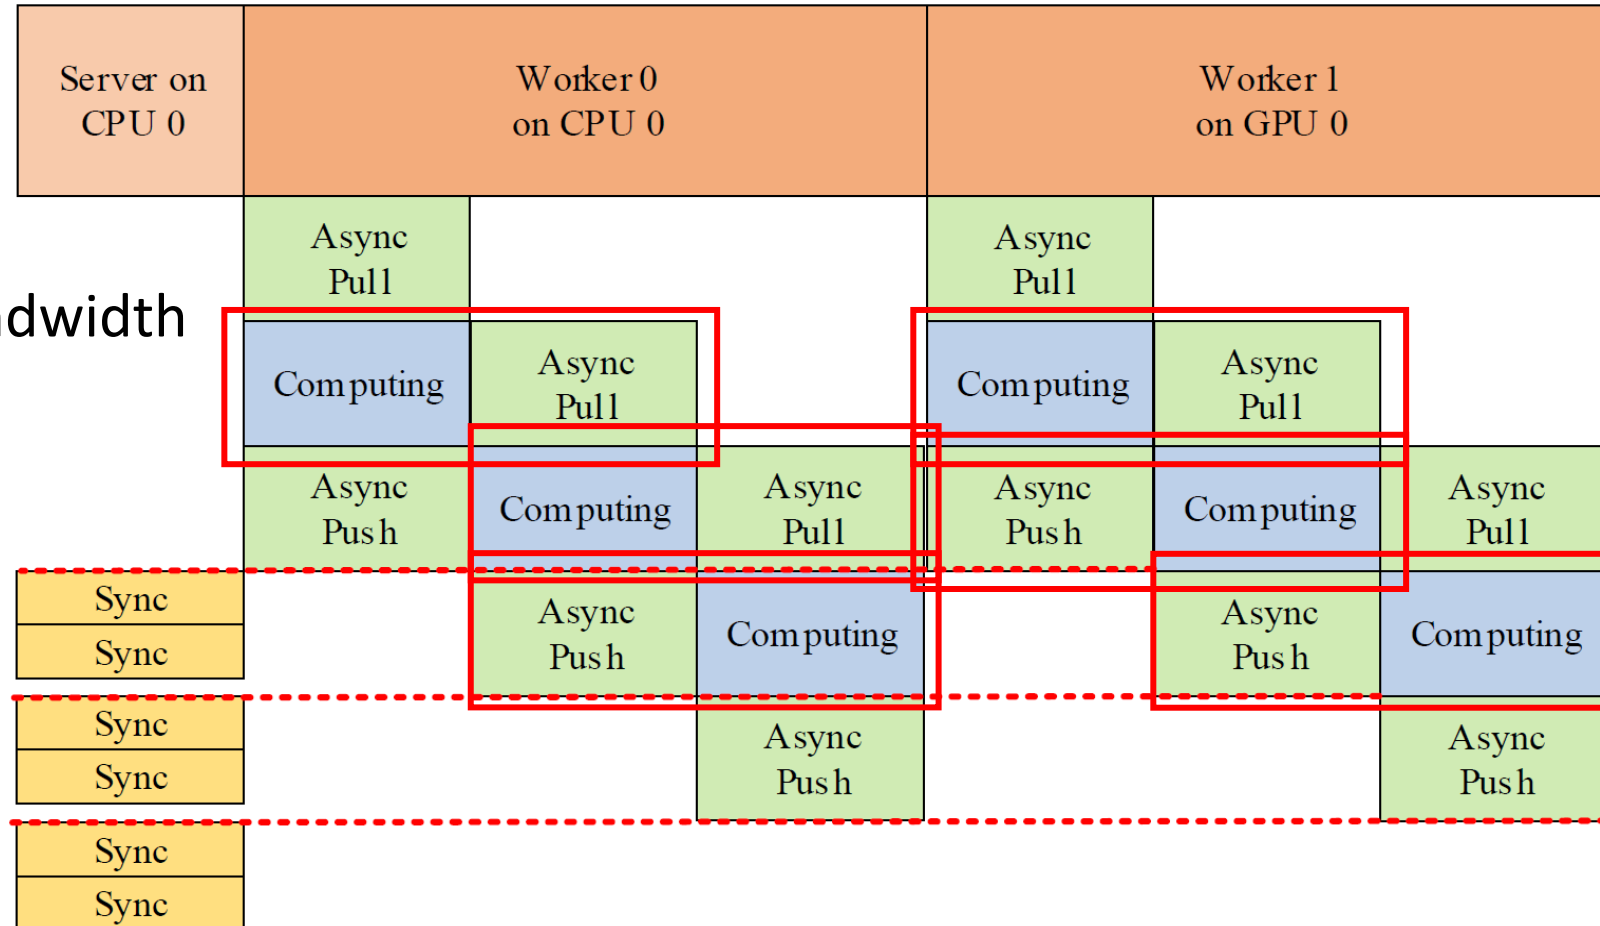 Server on
CPU 0
Worker 0
on CPU 0
Worker 1
on GPU 0
Async
Pull
Async
Pull
dwidth
Computing
Async
Pull
Computing
Async
Pull
Async
Push
Computing
Async
Pull
Async
Push
Computing
Async
Pull
Sync
Sync
Async
Push
Computing
Async
Push
Computing
Sync
Sync
Async
Push
Async
Push
Sync
Sync